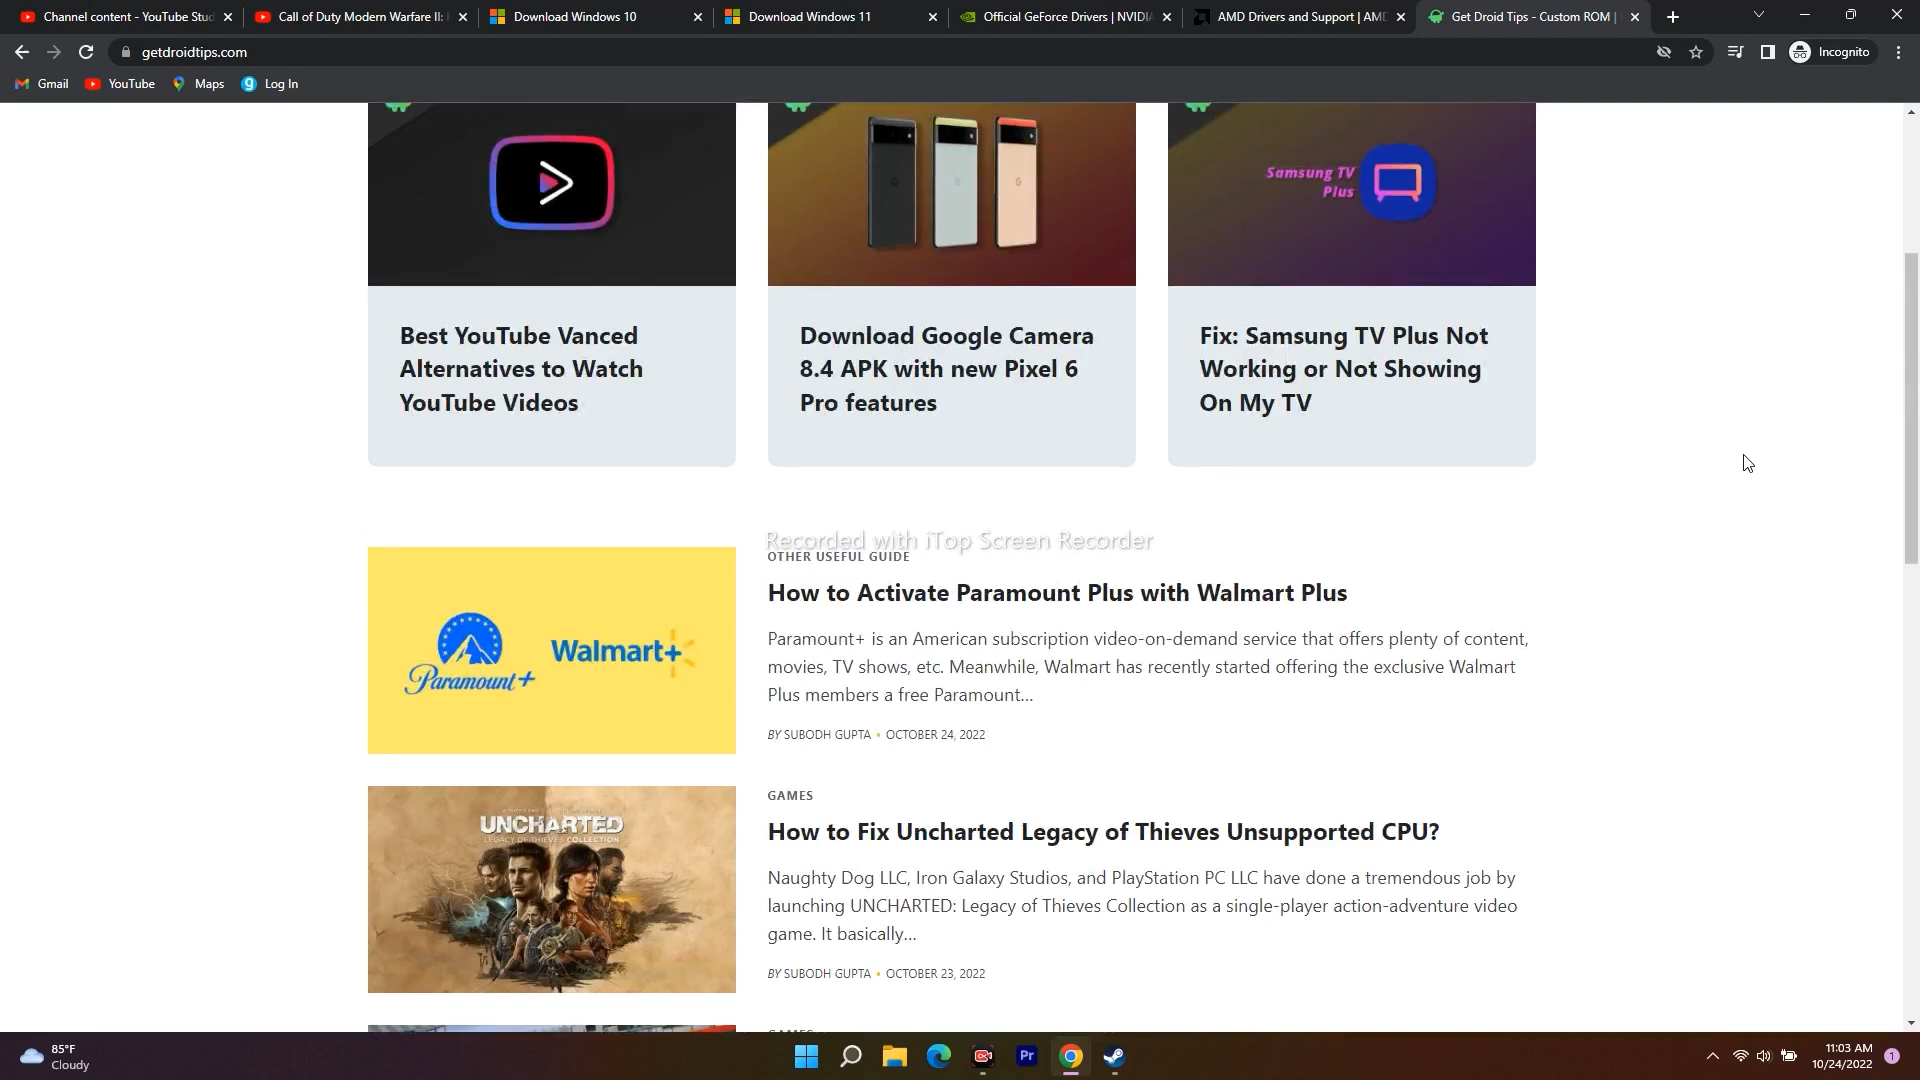 Channel content - YouTube Stud
Call of Duty Modern Warfare II:
Download Windows 10
Download Windows 11
Official GeForce Drivers | NVIDIA
AMD Drivers and Support | AMD
Get Droid Tips - Custom ROM |
getdroidtips.com
Incognito
Gmail
YouTube
Maps
Log In
Samsung TV
Plus
Best YouTube Vanced
Alternatives to Watch
YouTube Videos
Download Google Camera
8.4 APK with new Pixel 6
Pro features
Fix: Samsung TV Plus Not
Working or Not Showing
On My TV
Recorded with iTop Screen Recorder
OTHER USEFUL GUIDE
How to Activate Paramount Plus with Walmart Plus
Paramount+
Walmart+
Paramount+ is an American subscription video-on-demand service that offers plenty of content,
movies, TV shows, etc. Meanwhile, Walmart has recently started offering the exclusive Walmart
Plus members a free Paramount...
BY SUBODH GUPTA • OCTOBER 24, 2022
GAMES
UNCHARTED
LEGACY OF THIEVES COLLECTION
How to Fix Uncharted Legacy of Thieves Unsupported CPU?
Naughty Dog LLC, Iron Galaxy Studios, and PlayStation PC LLC have done a tremendous job by
launching UNCHARTED: Legacy of Thieves Collection as a single-player action-adventure video
game. It basically...
BY SUBODH GUPTA • OCTOBER 23, 2022
85°F
Cloudy
Pr
11:03 AM
10/24/2022
1